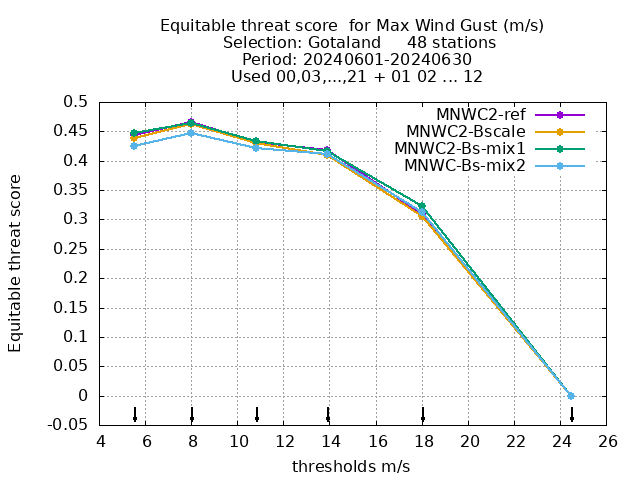 Equitable threat score  for Max Wind Gust (m/s)
Selection: Gotaland     48 stations
Period: 20240601-20240630
Used 00,03,...,21 + 01 02 ... 12
MNWC2-ref
MNWC2-Bscale
MNWC2-Bs-mix1
MNWC-Bs-mix2
Equitable threat score
0.5
0.45
0.4
0.35
0.3
0.25
0.2
0.15
0.1
0.05
0
-0.05
4 6 8 10 12 14 16 18 20 22 24 26
thresholds m/s